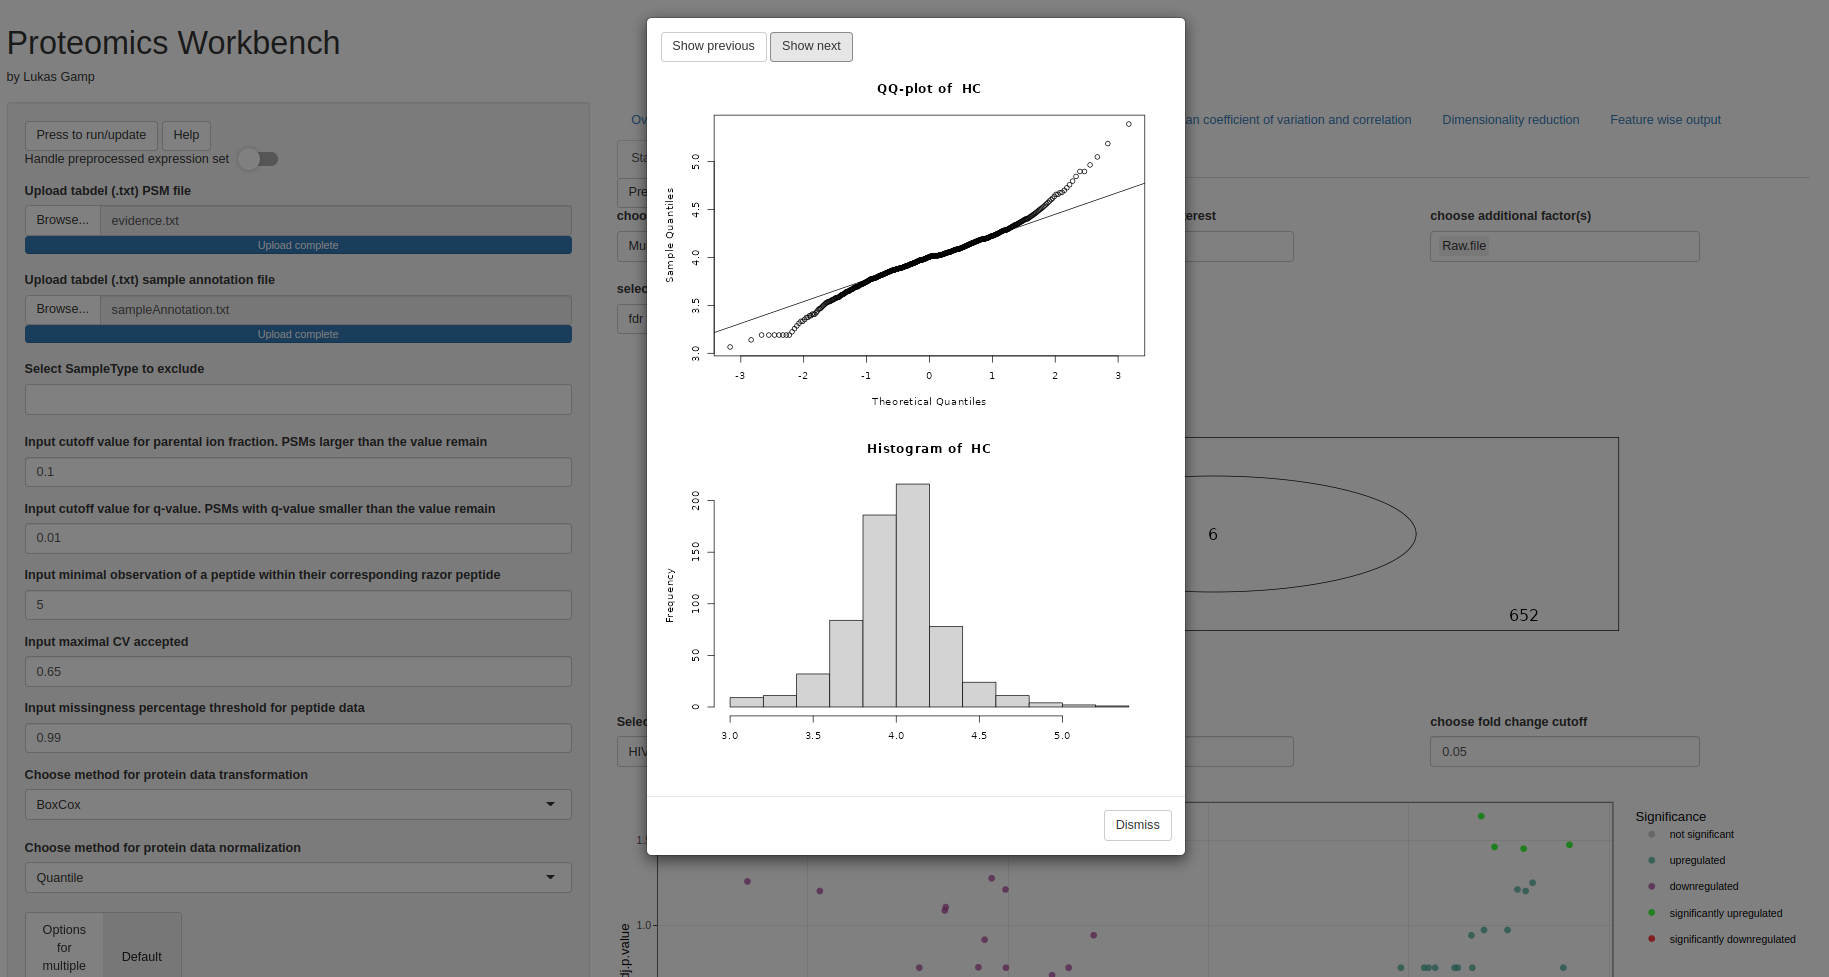 Proteomics Workbench
by Lukas Gamp
Press to run/update
Help
Handle preprocessed expression set
Upload tabdel (.txt) PSM file
Browse...
evidence.txt
Upload complete
Upload tabdel (.txt) sample annotation file
Browse...
sampleAnnotation.txt
Upload complete
Select SampleType to exclude
Input cutoff value for parental ion fraction. PSMs larger than the value remain
0.1
Input cutoff value for q-value. PSMs with q-value smaller than the value remain
0.01
Input minimal observation of a peptide within their corresponding razor peptide
5
Input maximal CV accepted
0.65
Input missingness percentage threshold for peptide data
0.99
Choose method for protein data transformation
BoxCox
Choose method for protein data normalization
Quantile
Options
for
multiple
Default
Show previous
Show next
QQ-plot of HC
Sample Quantiles
5.0
4.5
4.0
3.5
3.0
-3 -2 -1 0 1 2 3
Theoretical Quantiles
Histogram of HC
Frequency
200
150
100
50
0
3.0 3.5 4.0 4.5 5.0
Dismiss
Ov
an coefficient of variation and correlation
Dimensionality reduction
Feature wise output
Sta
Pre
choo
erest
choose additional factor(s)
Mu
Raw.file
selec
fdr
6
652
Selec
choose fold change cutoff
HIV
0.05
1.
1.0
dj.p.value
Significance
not significant
upregulated
downregulated
significantly upregulated
significantly downregulated